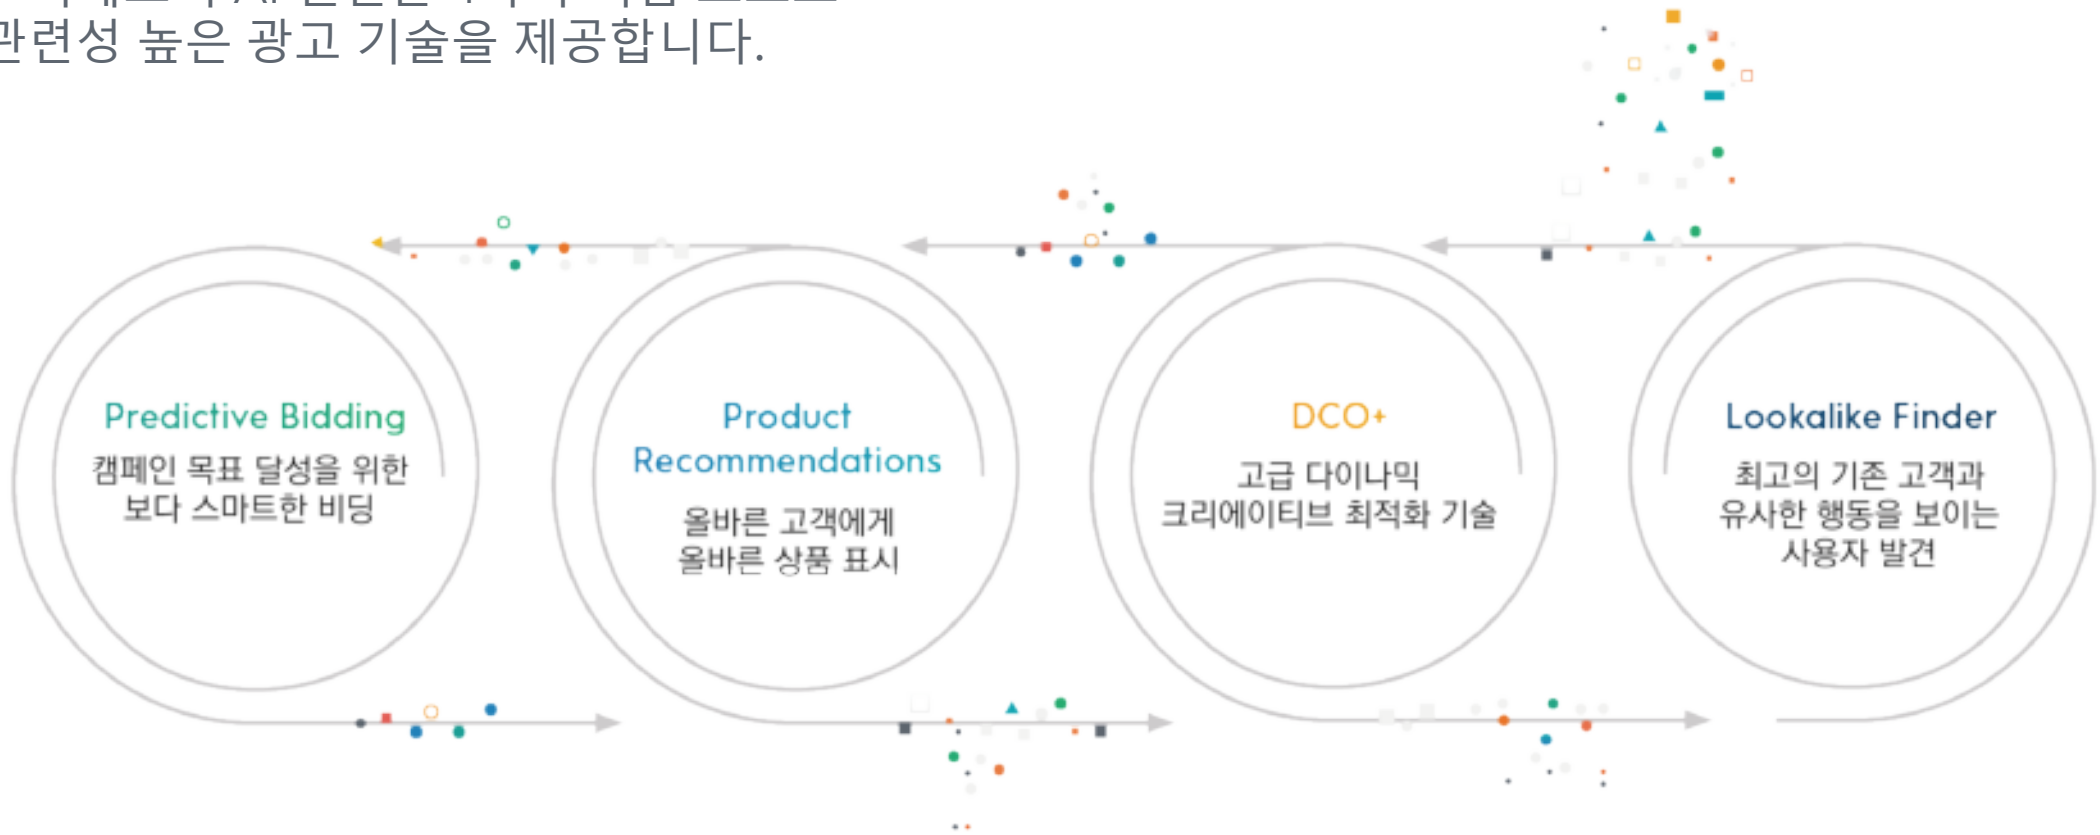 관련성 높은 광고 기술을 제공합니다.
Predictive Bidding
캠페인 목표 달성을 위한
보다 스마트한 비딩
Product
Recommendations
올바른 고객에게
올바른 상품 표시
DCO+
고급 다이나믹
크리에이티브 최적화 기술
Lookalike Finder
최고의 기존 고객과
유사한 행동을 보이는
사용자 발견